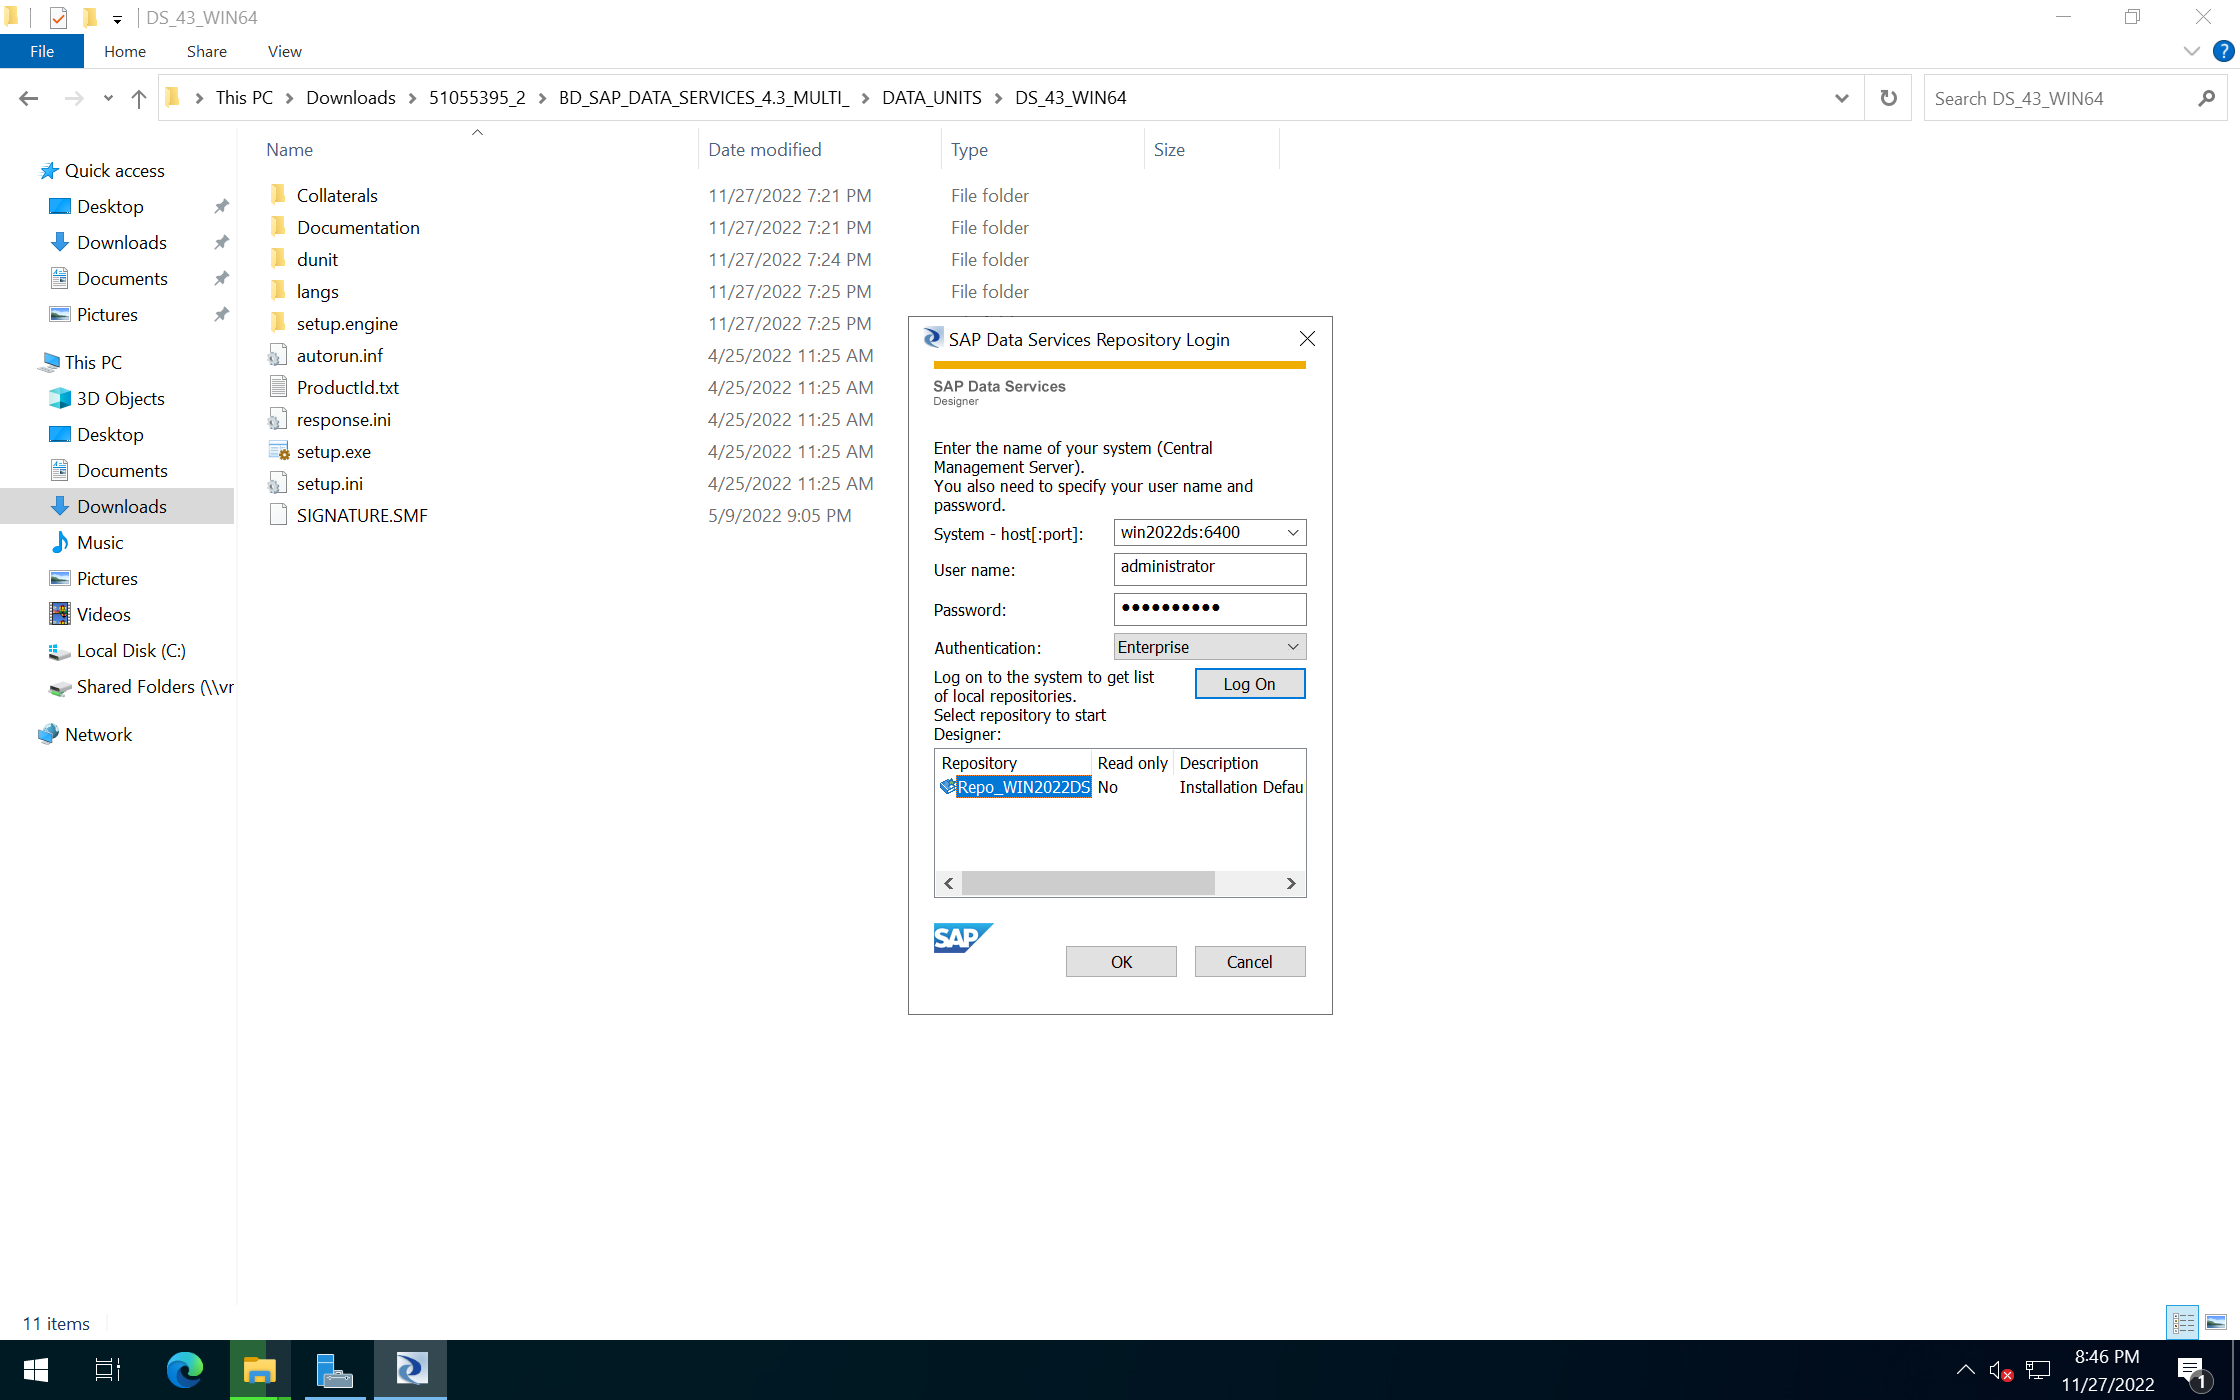 DS_43_WIN64
File Home Share View
This PC > Downloads > 51055395_2 > BD_SAP_DATA_SERVICES_4.3_MULTI_ > DATA_UNITS > DS_43_WIN64
Search DS_43_WIN64
Name Date modified Type Size
Quick access
Desktop
Downloads
Documents
Pictures
This PC
3D Objects
Desktop
Documents
Downloads
Music
Pictures
Videos
Local Disk (C:)
Shared Folders (\\vr
Network
Collaterals 11/27/2022 7:21 PM File folder
Documentation 11/27/2022 7:21 PM File folder
dunit 11/27/2022 7:24 PM File folder
langs 11/27/2022 7:25 PM File folder
setup.engine 11/27/2022 7:25 PM
autorun.inf 4/25/2022 11:25 AM
ProductId.txt 4/25/2022 11:25 AM
response.ini 4/25/2022 11:25 AM
setup.exe 4/25/2022 11:25 AM
setup.ini 4/25/2022 11:25 AM
SIGNATURE.SMF 5/9/2022 9:05 PM
SAP Data Services Repository Login
SAP Data Services
Designer
Enter the name of your system (Central
Management Server).
You also need to specify your user name and
password.
System - host[:port]: win2022ds:6400
User name: administrator
Password: ●●●●●●●●●●
Authentication: Enterprise
Log on to the system to get list
of local repositories.
Select repository to start
Designer:
Log On
Repository Read only Description
Repo_WIN2022DS No Installation Defau
SAP
OK Cancel
11 items
8:46 PM
11/27/2022
1